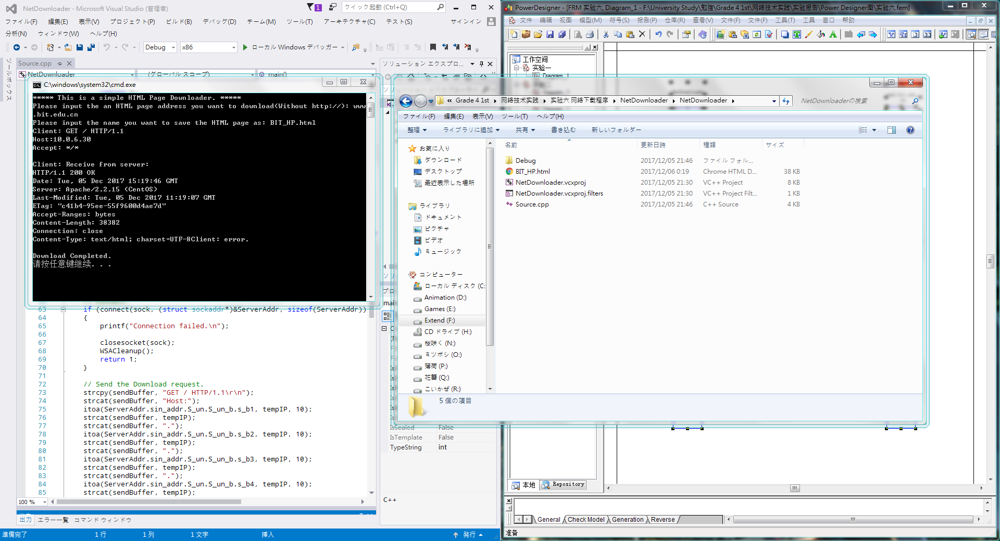 NetDownloader - Microsoft Visual Studio (管理者)
1
クイック起動 (Ctrl+Q)
ファイル(F) 編集(E) 表示(V) プロジェクト(P) ビルド(B) デバッグ(D) チーム(M) ツール(T) アーキテクチャ(C) テスト(S) サインイン
分析(N) ウィンドウ(W) ヘルプ(H)
Debug x86 ローカル Windows デバッガー
ツールボックス
Source.cpp
ソリューション エクスプロ...
NetDownloader (グローバル スコープ) main()
C:\windows\system32\cmd.exe
***** This is a simple HTML Page Downloader. *****
Please input the an HTML page address you want to download(Without http://): www
.bit.edu.cn
Please input the name you want to save the HTML page as: BIT_HP.html
Client: GET / HTTP/1.1
Host:10.0.6.30
Accept: */*
Client: Receive from server:
HTTP/1.1 200 OK
Date: Tue, 05 Dec 2017 15:19:46 GMT
Server: Apache/2.2.15 (CentOS)
Last-Modified: Tue, 05 Dec 2017 11:19:07 GMT
ETag: "c41b4-95ee-55f9600d4ae7d"
Accept-Ranges: bytes
Content-Length: 38382
Connection: close
Content-Type: text/html; charset=UTF-8Client: error.
Download Completed.
请按任意键继续. . .
63 if (connect(sock, (struct sockaddr*)&ServerAddr, sizeof(ServerAddr))
64 {
65 printf("Connection failed.\n");
66
67 closesocket(sock);
68 WSACleanup();
69 return 1;
70 }
71
72 // Send the Download request.
73 strcpy(sendBuffer, "GET / HTTP/1.1\r\n");
74 strcat(sendBuffer, "Host:");
75 itoa(ServerAddr.sin_addr.S_un.S_un_b.s_b1, tempIP, 10);
76 strcat(sendBuffer, tempIP);
77 strcat(sendBuffer, ".");
78 itoa(ServerAddr.sin_addr.S_un.S_un_b.s_b2, tempIP, 10);
79 strcat(sendBuffer, tempIP);
80 strcat(sendBuffer, ".");
81 itoa(ServerAddr.sin_addr.S_un.S_un_b.s_b3, tempIP, 10);
82 strcat(sendBuffer, tempIP);
83 strcat(sendBuffer, ".");
84 itoa(ServerAddr.sin_addr.S_un.S_un_b.s_b4, tempIP, 10);
85 strcat(sendBuffer, tempIP);
100 %
出力 エラー一覧 コマンド ウィンドウ
準備完了 1 行 1 列 1 文字 挿入 発行
IsSealed False
IsTemplate False
TypeString int
C++
PowerDesigner - [FRM 实验六, Diagram_1 - F:\University Study\勉強\Grade 4 1st\网络技术实践\实验报告\Power Designer图\实验六.fem]
文件 编辑 视图 模型(M) 符号(S) 报告(P) 仓库(R) 查看(V) 文件(F) 文件(F) 工具(T) 工具 窗口 帮助
工作空间
实验一
« Grade 4 1st 网络技术实践 实验六 网络下载程序 NetDownloader NetDownloader
NetDownloaderの検索
ファイル(F) 編集(E) 表示(V) ツール(T) ヘルプ(H)
整理 ライブラリに追加 共有 書き込む 新しいフォルダー
お気に入り
ダウンロード
デスクトップ
最近表示した場所
ライブラリ
ドキュメント
ピクチャ
ビデオ
ミュージック
コンピューター
ローカル ディスク (C:
Animation (D:)
Games (E:)
Extend (F:)
CD ドライブ (H:)
桜咲く (N:)
ミツボシ (O:)
薄荷 (P:)
花簪 (Q:)
こいかぜ (R:)
名前 更新日時 種類 サイズ
Debug 2017/12/05 21:46 ファイル フォル...
BIT_HP.html 2017/12/06 0:19 Chrome HTML D... 38 KB
NetDownloader.vcxproj 2017/12/05 21:30 VC++ Project 8 KB
NetDownloader.vcxproj.filters 2017/12/05 21:30 VC++ Project Filt... 1 KB
Source.cpp 2017/12/05 21:46 C++ Source 4 KB
5 個の項目
本地 Repository
General Check Model Generation Reverse
准备